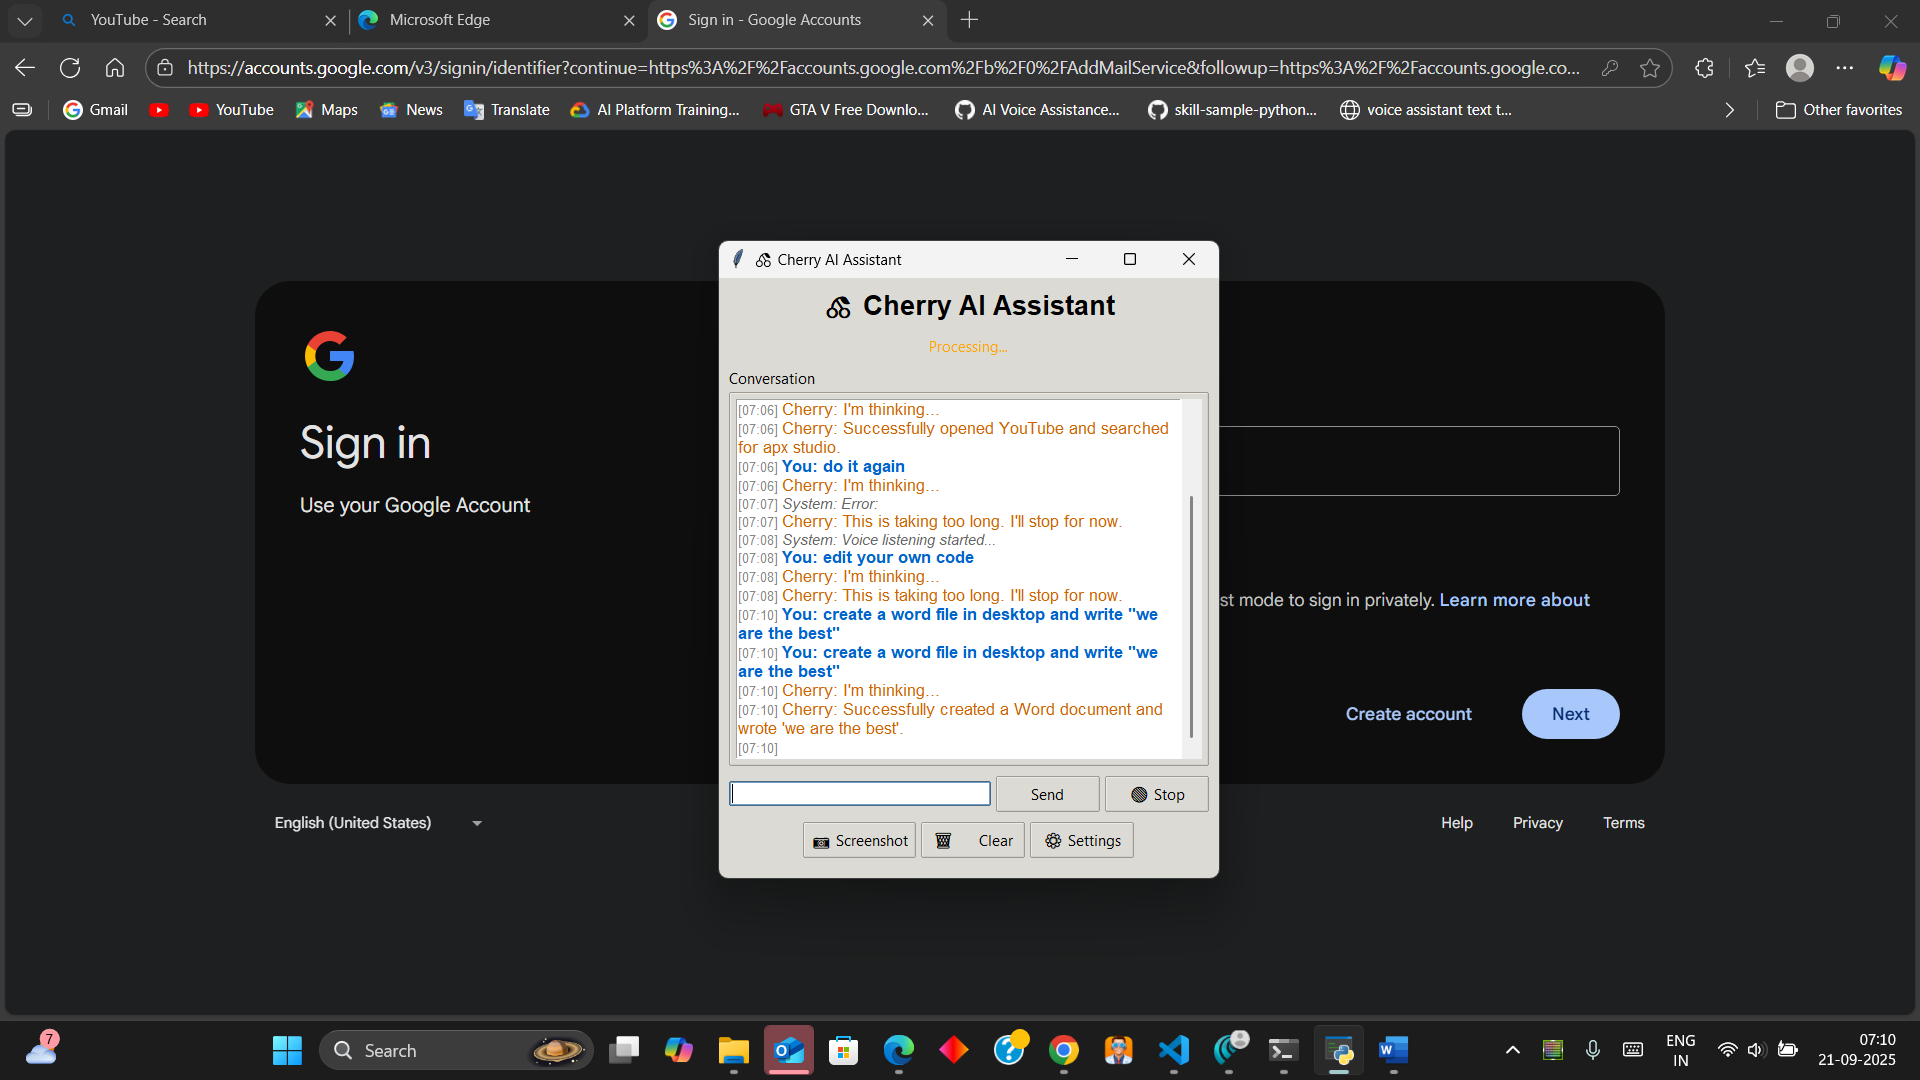 YouTube - Search
Microsoft Edge
Sign in - Google Accounts
https://accounts.google.com/v3/signin/identifier?continue=https%3A%2F%2Faccounts.google.com%2Fb%2F0%2FAddMailService&followup=https%3A%2F%2Faccounts.google.co...
Gmail
YouTube
Maps
News
Translate
AI Platform Training...
GTA V Free Downlo...
AI Voice Assistance...
skill-sample-python...
voice assistant text t...
Other favorites
Sign in
Use your Google Account
st mode to sign in privately. Learn more about
Create account
Next
English (United States)
Help
Privacy
Terms
Cherry AI Assistant
Cherry AI Assistant
Processing...
Conversation
[07:06] Cherry: I'm thinking...
[07:06] Cherry: Successfully opened YouTube and searched
for apx studio.
[07:06] You: do it again
[07:06] Cherry: I'm thinking...
[07:07] System: Error:
[07:07] Cherry: This is taking too long. I'll stop for now.
[07:08] System: Voice listening started...
[07:08] You: edit your own code
[07:08] Cherry: I'm thinking...
[07:08] Cherry: This is taking too long. I'll stop for now.
[07:10] You: create a word file in desktop and write "we
are the best"
[07:10] You: create a word file in desktop and write "we
are the best"
[07:10] Cherry: I'm thinking...
[07:10] Cherry: Successfully created a Word document and
wrote 'we are the best'.
[07:10]
Send
Stop
Screenshot
Clear
Settings
7
Search
ENG
IN
07:10
21-09-2025